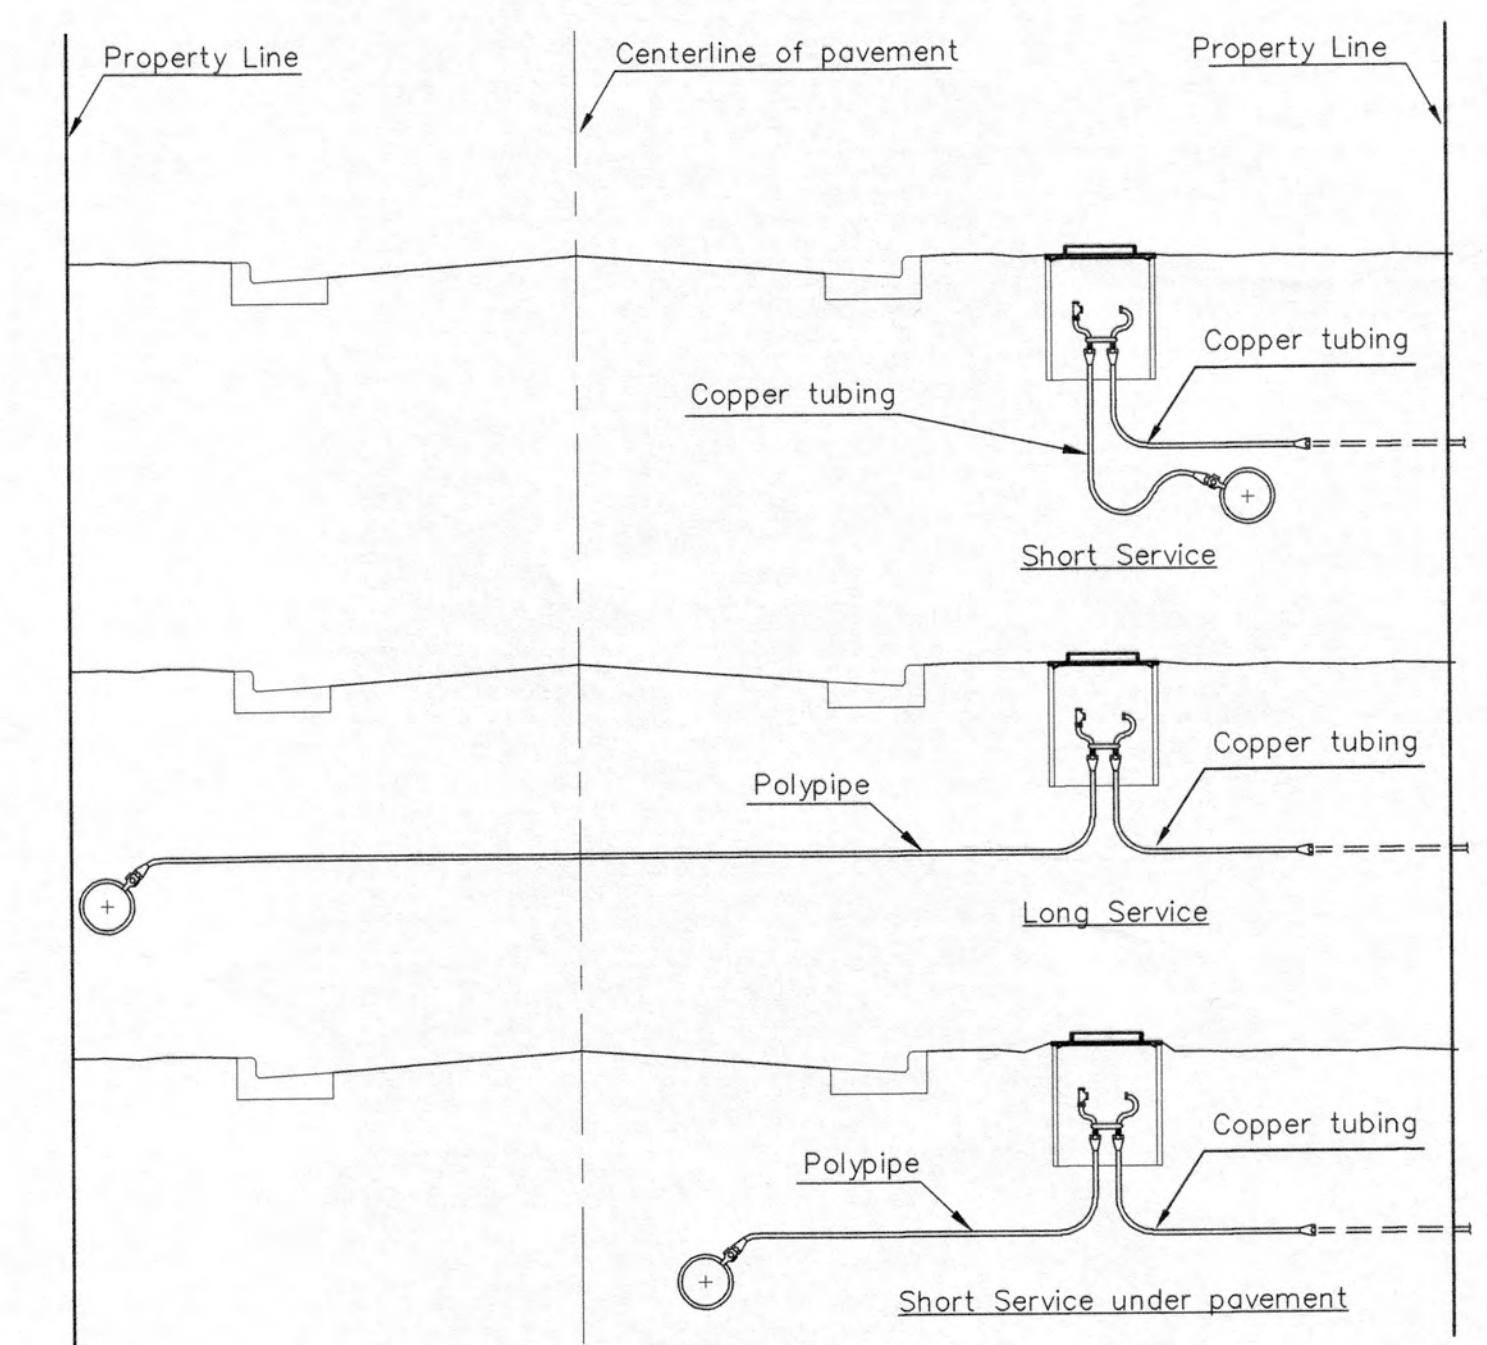 Property Line
Centerline of pavement
Property Line
Copper tubing
Copper tubing
Short Service
Copper tubing
Polypipe
Long Service
Copper tubing
Polypipe
Short Service under pavement